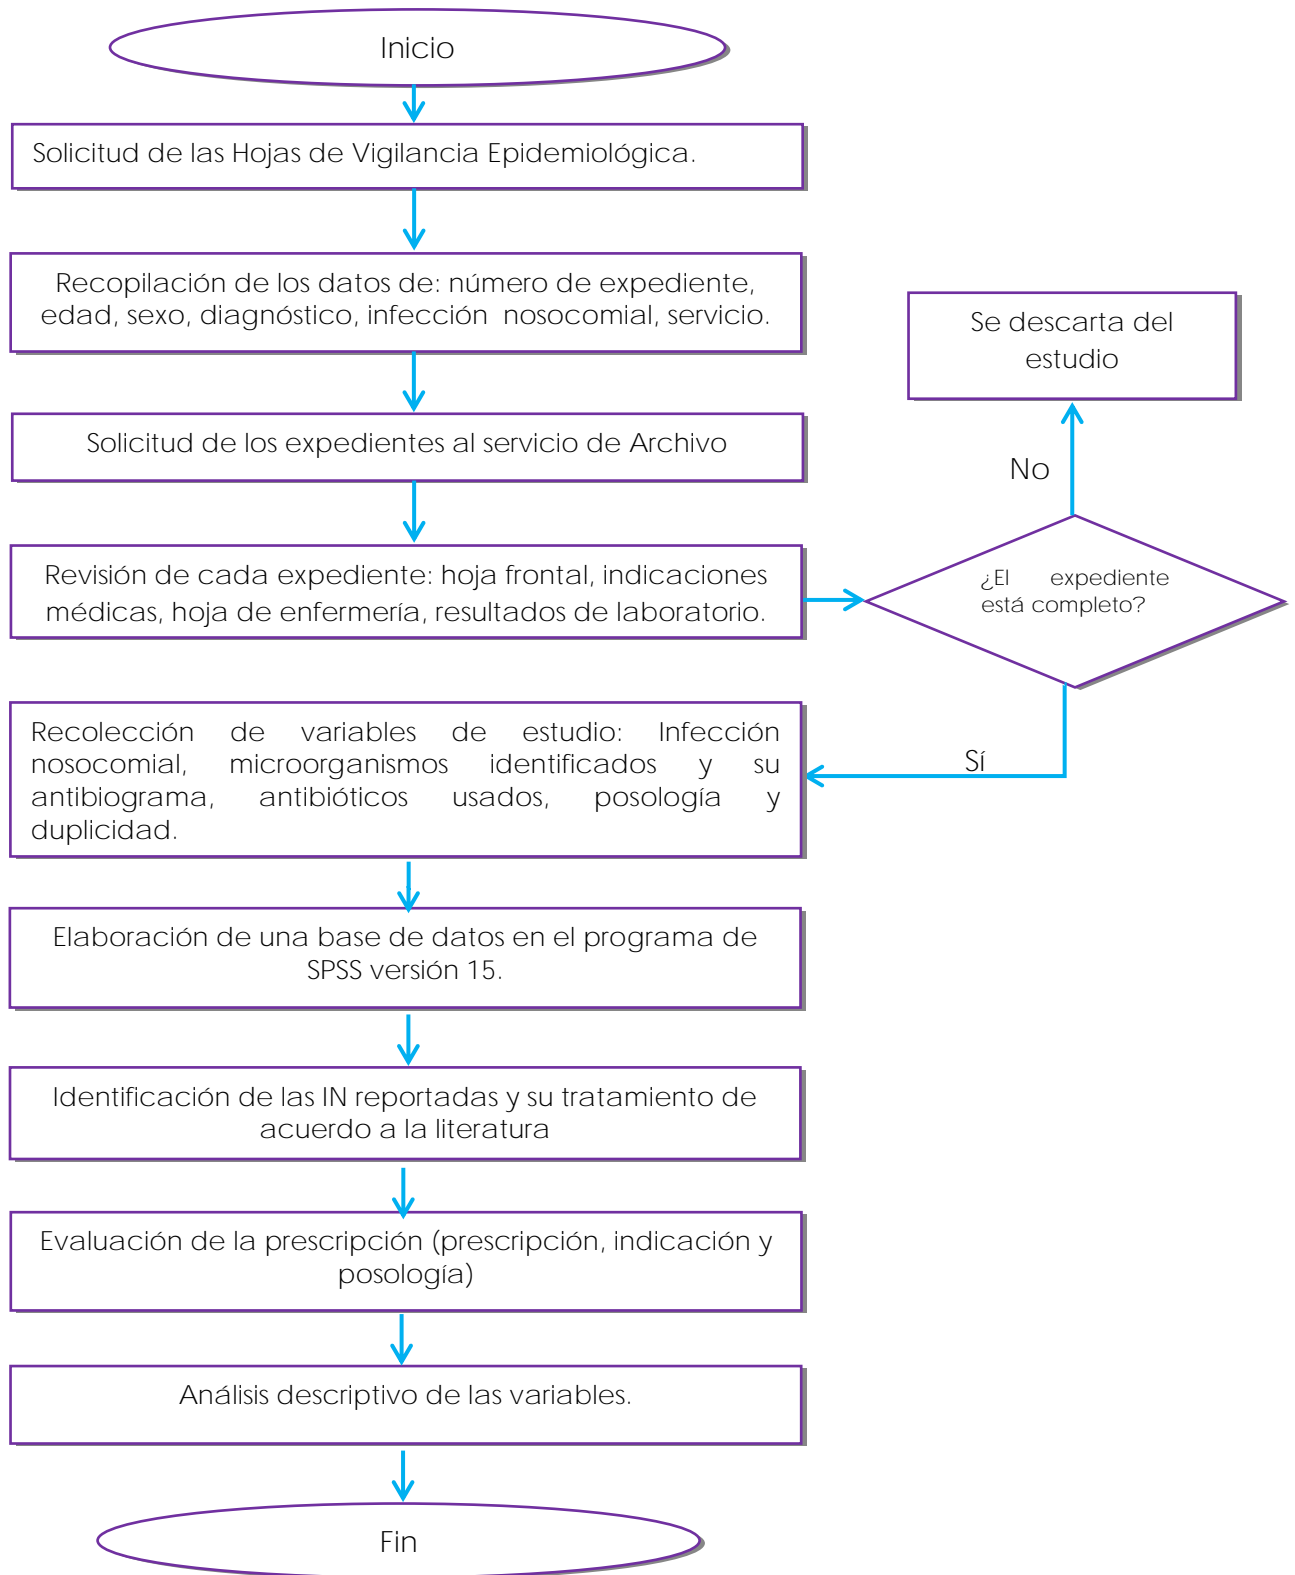 Inicio
Solicitud de las Hojas de Vigilancia Epidemiológica.
Recopilación de los datos de: número de expediente,
edad, sexo, diagnóstico, infección nosocomial, servicio.
Solicitud de los expedientes al servicio de Archivo
Revisión de cada expediente: hoja frontal, indicaciones
médicas, hoja de enfermería, resultados de laboratorio.
¿El expediente
está completo?
No
Se descarta del
estudio
Sí
Recolección de variables de estudio: Infección
nosocomial, microorganismos identificados y su
antibiograma, antibióticos usados, posología y
duplicidad.
Elaboración de una base de datos en el programa de
SPSS versión 15.
Identificación de las IN reportadas y su tratamiento de
acuerdo a la literatura
Evaluación de la prescripción (prescripción, indicación y
posología)
Análisis descriptivo de las variables.
Fin